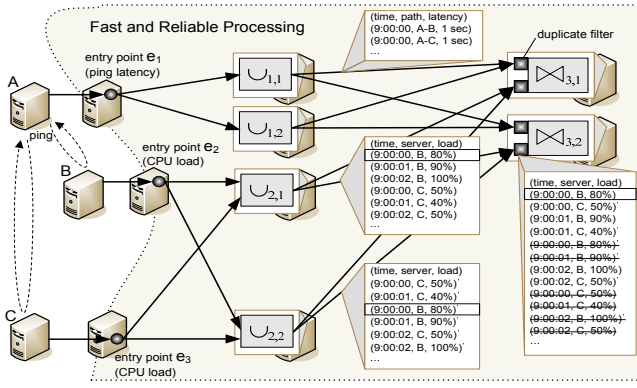 Fast and Reliable Processing
(time, path, latency)
(9:00:00, A-B, 1 sec)
(9:00:00, A-C, 1 sec)
...
duplicate filter
entry point e1
(ping latency)
A
∪1,1
⋈3,1
ping
∪1,2
⋈3,2
entry point e2
(CPU load)
B
∪2,1
(time, server, load)
(9:00:00, B, 80%)
(9:00:01, B, 90%)
(9:00:02, B, 100%)
(9:00:00, C, 50%)
(9:00:01, C, 40%)
(9:00:02, C, 50%)
...
(time, server, load)
(9:00:00, B, 80%)
(9:00:00, C, 50%)'
(9:00:01, B, 90%)
(9:00:01, C, 40%)'
(9:00:00, B, 80%)'
(9:00:01, B, 90%)'
(9:00:02, B, 100%)
(9:00:02, C, 50%)'
(9:00:00, C, 50%)
(9:00:01, C, 40%)
(9:00:02, B, 100%)'
(9:00:02, C, 50%)
...
C
∪2,2
(time, server, load)
(9:00:00, C, 50%)'
(9:00:01, C, 40%)'
(9:00:00, B, 80%)'
(9:00:01, B, 90%)'
(9:00:02, C, 50%)'
(9:00:02, B, 100%)'
...
entry point e3
(CPU load)